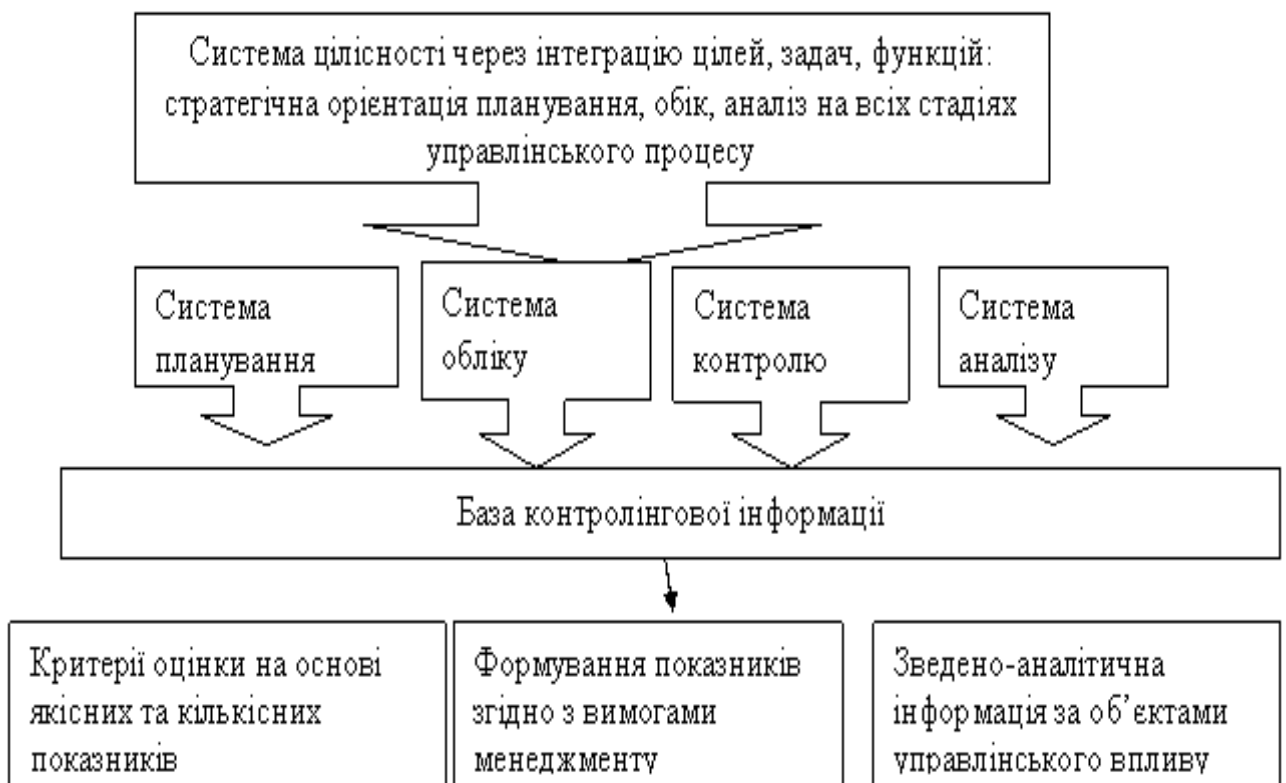 Система цілісності через інтеграцію цілей, задач, функцій:
стратегічна орієнтація планування, обік, аналіз на всіх стадіях
управлінського процесу
Система
планування
Система
обліку
Система
контролю
Система
аналізу
База контролінгової інформації
Критерії оцінки на основі
якісних та кількісних
показників
Формування показників
згідно з вимогами
менеджменту
Зведено-аналітична
інформація за об’єктами
управлінського впливу